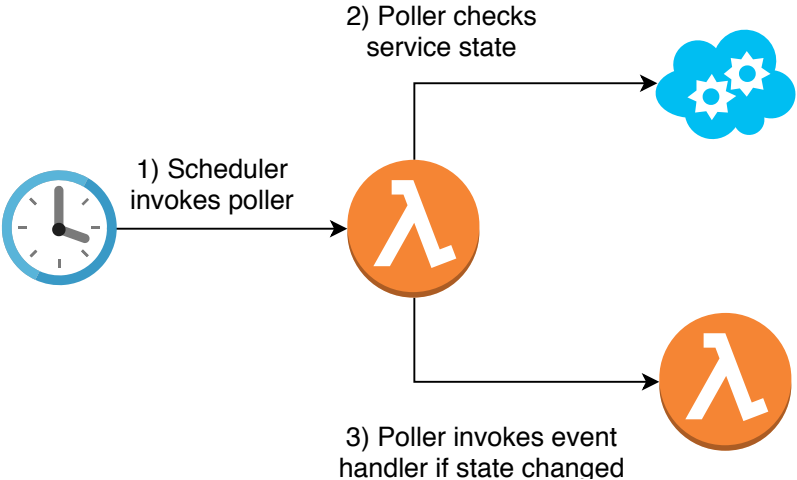 2) Poller checks
service state
1) Scheduler
invokes poller
3) Poller invokes event
handler if state changed